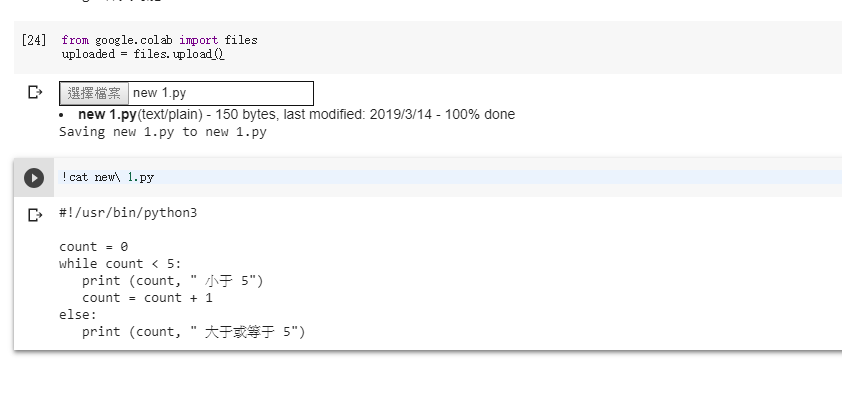 [24] from google.colab import files
uploaded = files.upload()
選擇檔案 new 1.py
• new 1.py(text/plain) - 150 bytes, last modified: 2019/3/14 - 100% done
Saving new 1.py to new 1.py
!cat new\ 1.py
#!/usr/bin/python3
count = 0
while count < 5:
   print (count, " 小于 5")
   count = count + 1
else:
   print (count, " 大于或等于 5")